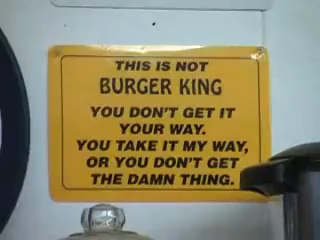 THIS IS NOT
BURGER KING
YOU DON'T GET IT
YOUR WAY.
YOU TAKE IT MY WAY,
OR YOU DON'T GET
THE DAMN THING.